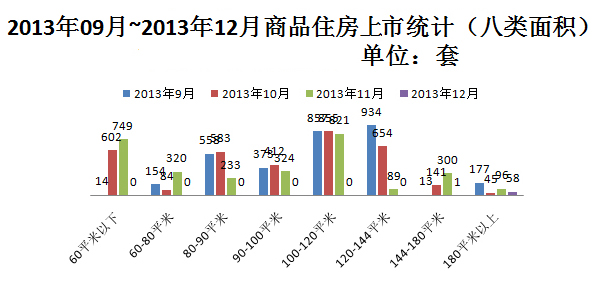 2013年09月~2013年12月商品住房上市统计（八类面积）
单位：套
2013年9月 2013年10月 2013年11月 2013年12月
14 602 749 0
154 84 320 0
558 583 233 0
412 324 0
821 0
934 654 89 0
13 141 300 1
177 45 96 58
60平米以下
60-80平米
80-90平米
90-100平米
100-120平米
120-144平米
144-180平米
180平米以上